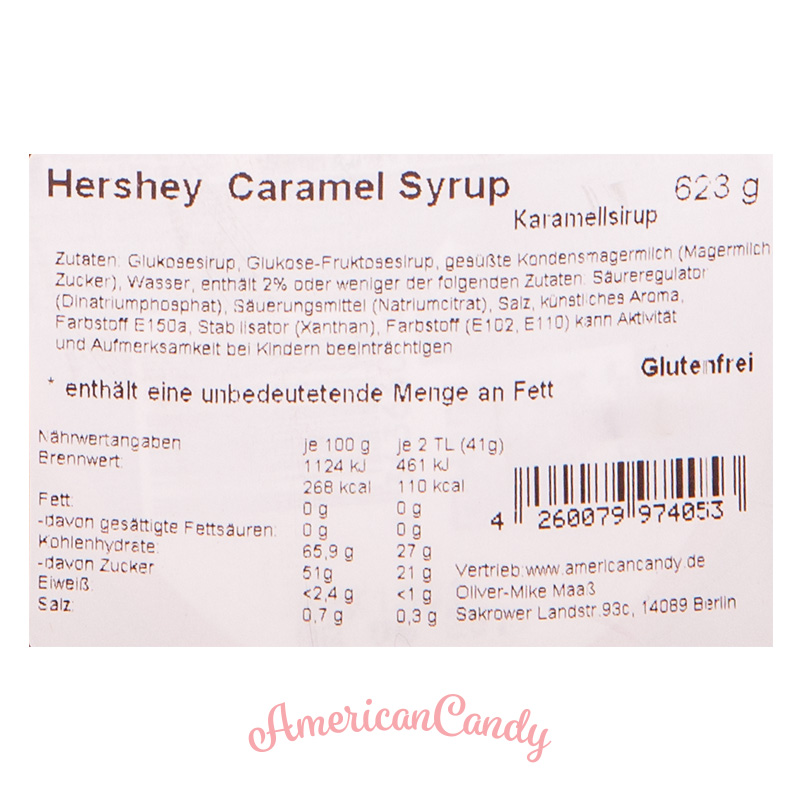 Hershey Caramel Syrup 623 g
Karamellsirup
Zutaten: Glukosesirup, Glukose-Fruktosesirup, gesüßte Kondensmagermilch (Magermilch
Zucker), Wasser, enthält 2% oder weniger der folgenden Zutaten: Säureregulator
(Dinatriumphosphat), Säuerungsmittel (Natriumcitrat), Salz, künstliches Aroma,
Farbstoff E150a, Stabilisator (Xanthan), Farbstoff (E102, E110) kann Aktivität
und Aufmerksamkeit bei Kindern beeinträchtigen
Glutenfrei
* enthält eine unbedeutetende Menge an Fett
Nährwertangaben je 100 g je 2 TL (41g)
Brennwert: 1124 kJ 461 kJ
268 kcal 110 kcal
Fett: 0 g 0 g
-davon gesättigte Fettsäuren: 0 g 0 g
Kohlenhydrate: 65,9 g 27 g
-davon Zucker 51g 21 g
Eiweiß: <2,4 g <1 g
Salz: 0,7 g 0,3 g
4 260079 974053
Vertrieb:www.americancandy.de
Oliver-Mike Maaß
Sakrower Landstr.93c, 14089 Berlin
AmericanCandy